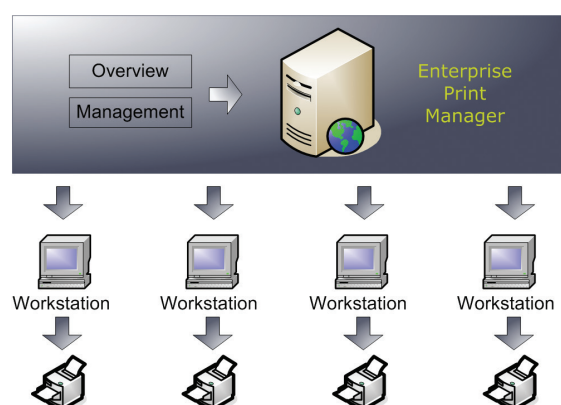 Overview
Management
Enterprise
Print
Manager
Workstation
Workstation
Workstation
Workstation